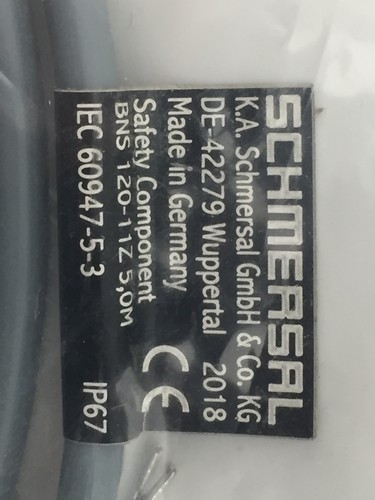 SCHMERSAL
K.A. Schmersal GmbH & Co. KG
DE-42279 Wuppertal 2018
Made in Germany
Safety Component CE
BNS 120-11Z 5,0M
IEC 60947-5-3 IP67